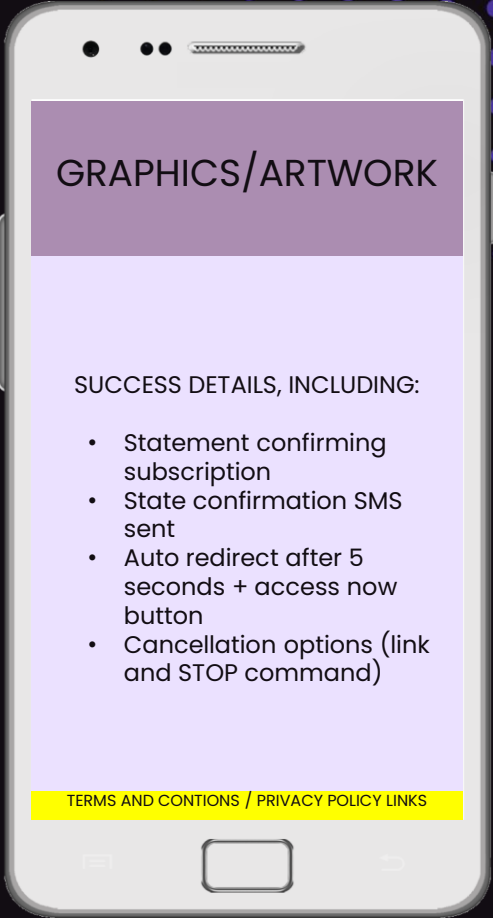 GRAPHICS/ARTWORK
SUCCESS DETAILS, INCLUDING:
• Statement confirming
subscription
• State confirmation SMS
sent
• Auto redirect after 5
seconds + access now
button
• Cancellation options (link
and STOP command)
TERMS AND CONTIONS / PRIVACY POLICY LINKS